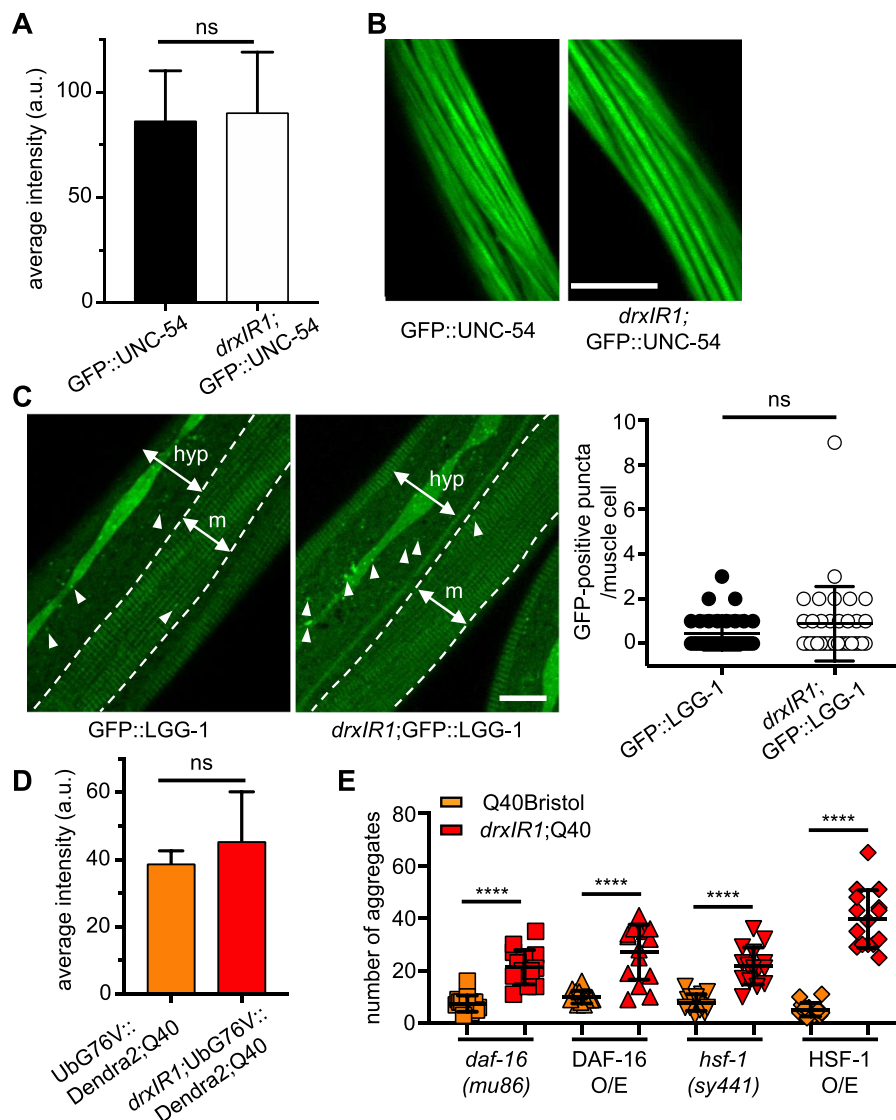 A
ns
average intensity (a.u.)
100
50
0
GFP::UNC-54
drxIR1;
GFP::UNC-54
B
GFP::UNC-54
drxIR1;
GFP::UNC-54
C
hyp
m
GFP::LGG-1
hyp
m
drxIR1;GFP::LGG-1
ns
GFP-positive puncta
/muscle cell
10
8
6
4
2
0
GFP::LGG-1
drxIR1;
GFP::LGG-1
D
ns
average intensity (a.u.)
60
40
20
0
UbG76V::
Dendra2;Q40
drxIR1;UbG76V::
Dendra2;Q40
E
Q40Bristol
drxIR1;Q40
number of aggregates
80
60
40
20
0
****
****
****
****
daf-16
(mu86)
DAF-16
O/E
hsf-1
(sy441)
HSF-1
O/E